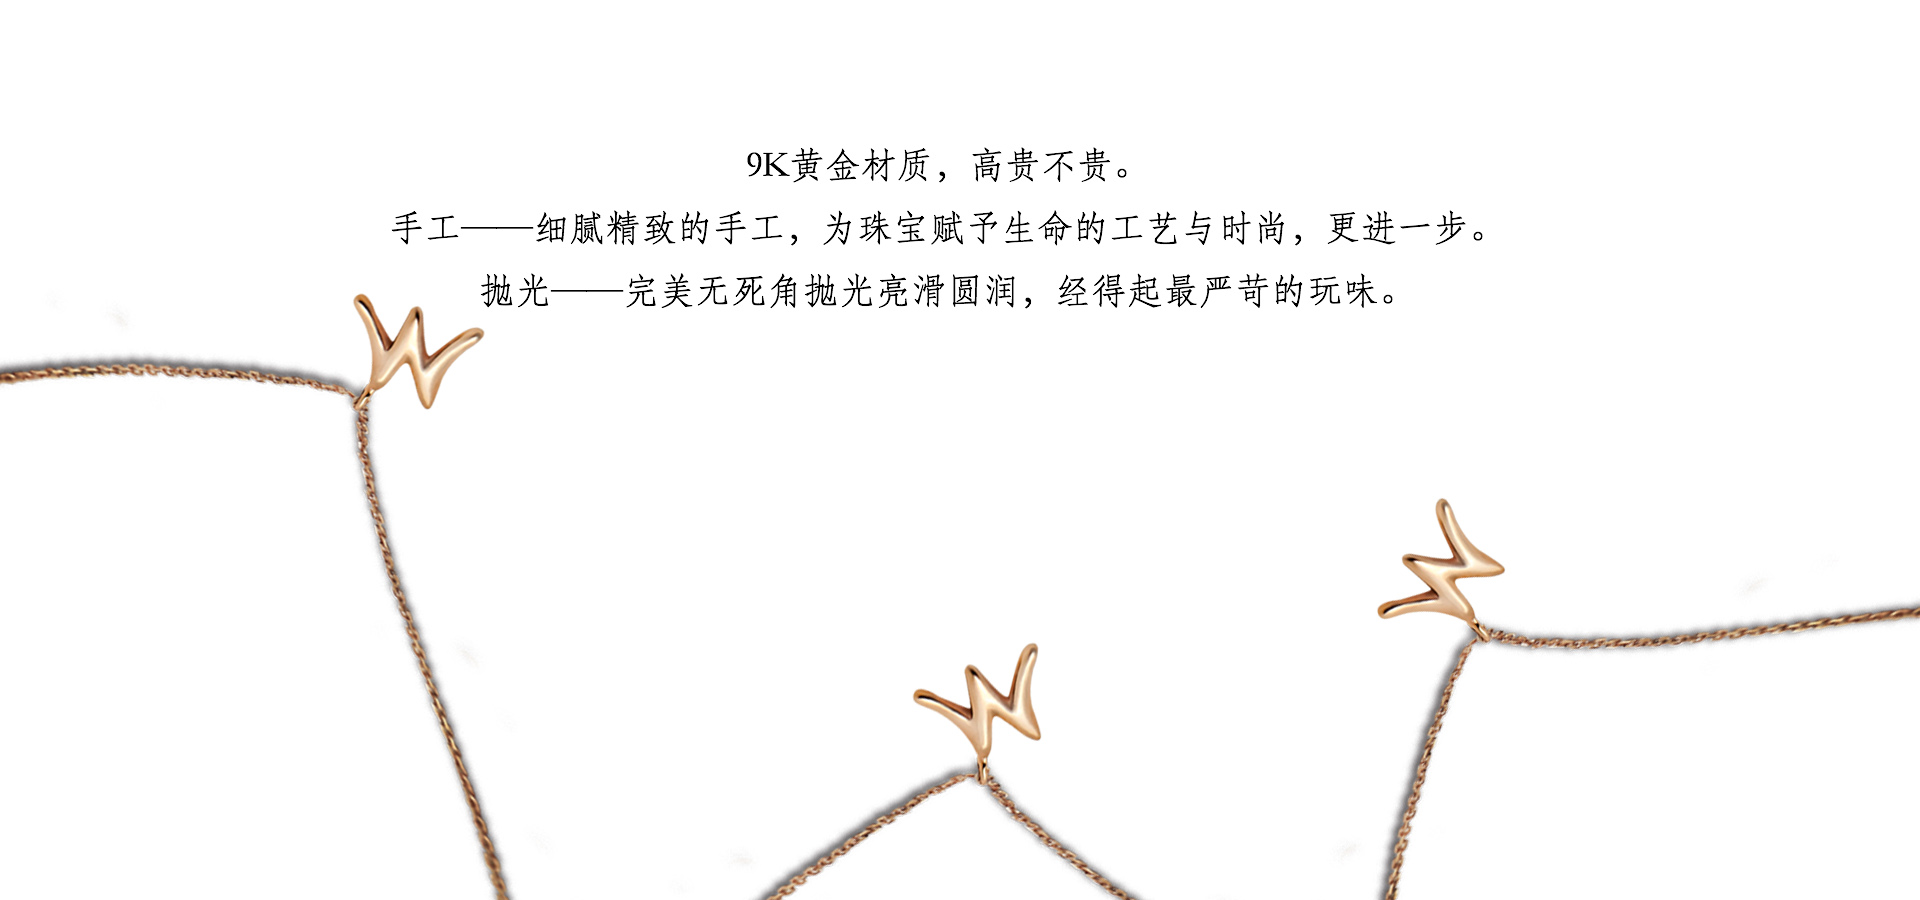 9K黄金材质，高贵不贵。
手工——细腻精致的手工，为珠宝赋予生命的工艺与时尚，更进一步。
抛光——完美无死角抛光亮滑圆润，经得起最严苛的玩味。